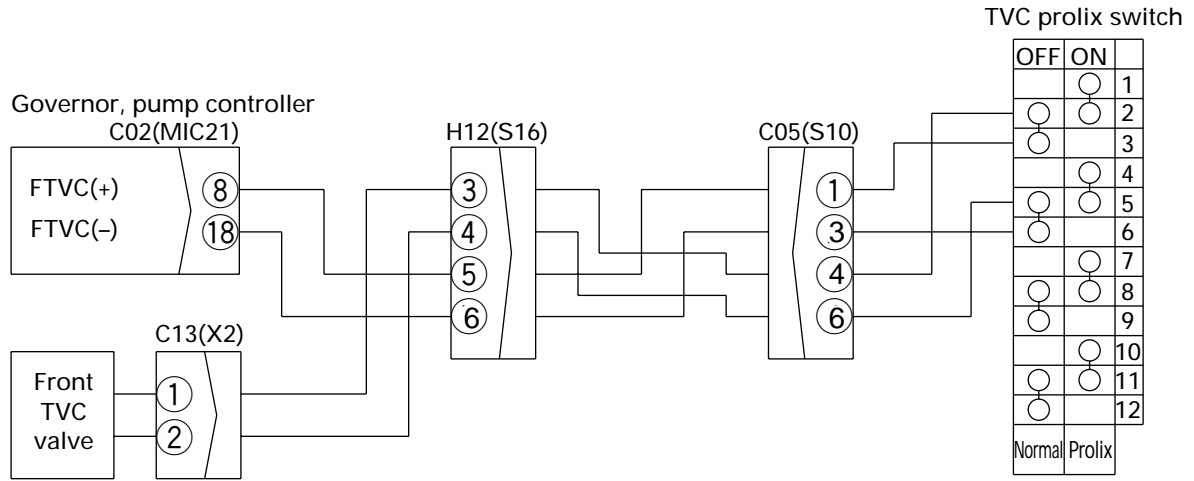 TVC prolix switch
OFF ON
1
2
3
4
5
6
7
8
9
10
11
12
Normal Prolix
Governor, pump controller
C02(MIC21)
FTVC(+) 8
FTVC(–) 18
H12(S16)
3
4
5
6
C05(S10)
1
3
4
6
C13(X2)
Front
TVC
valve
1
2